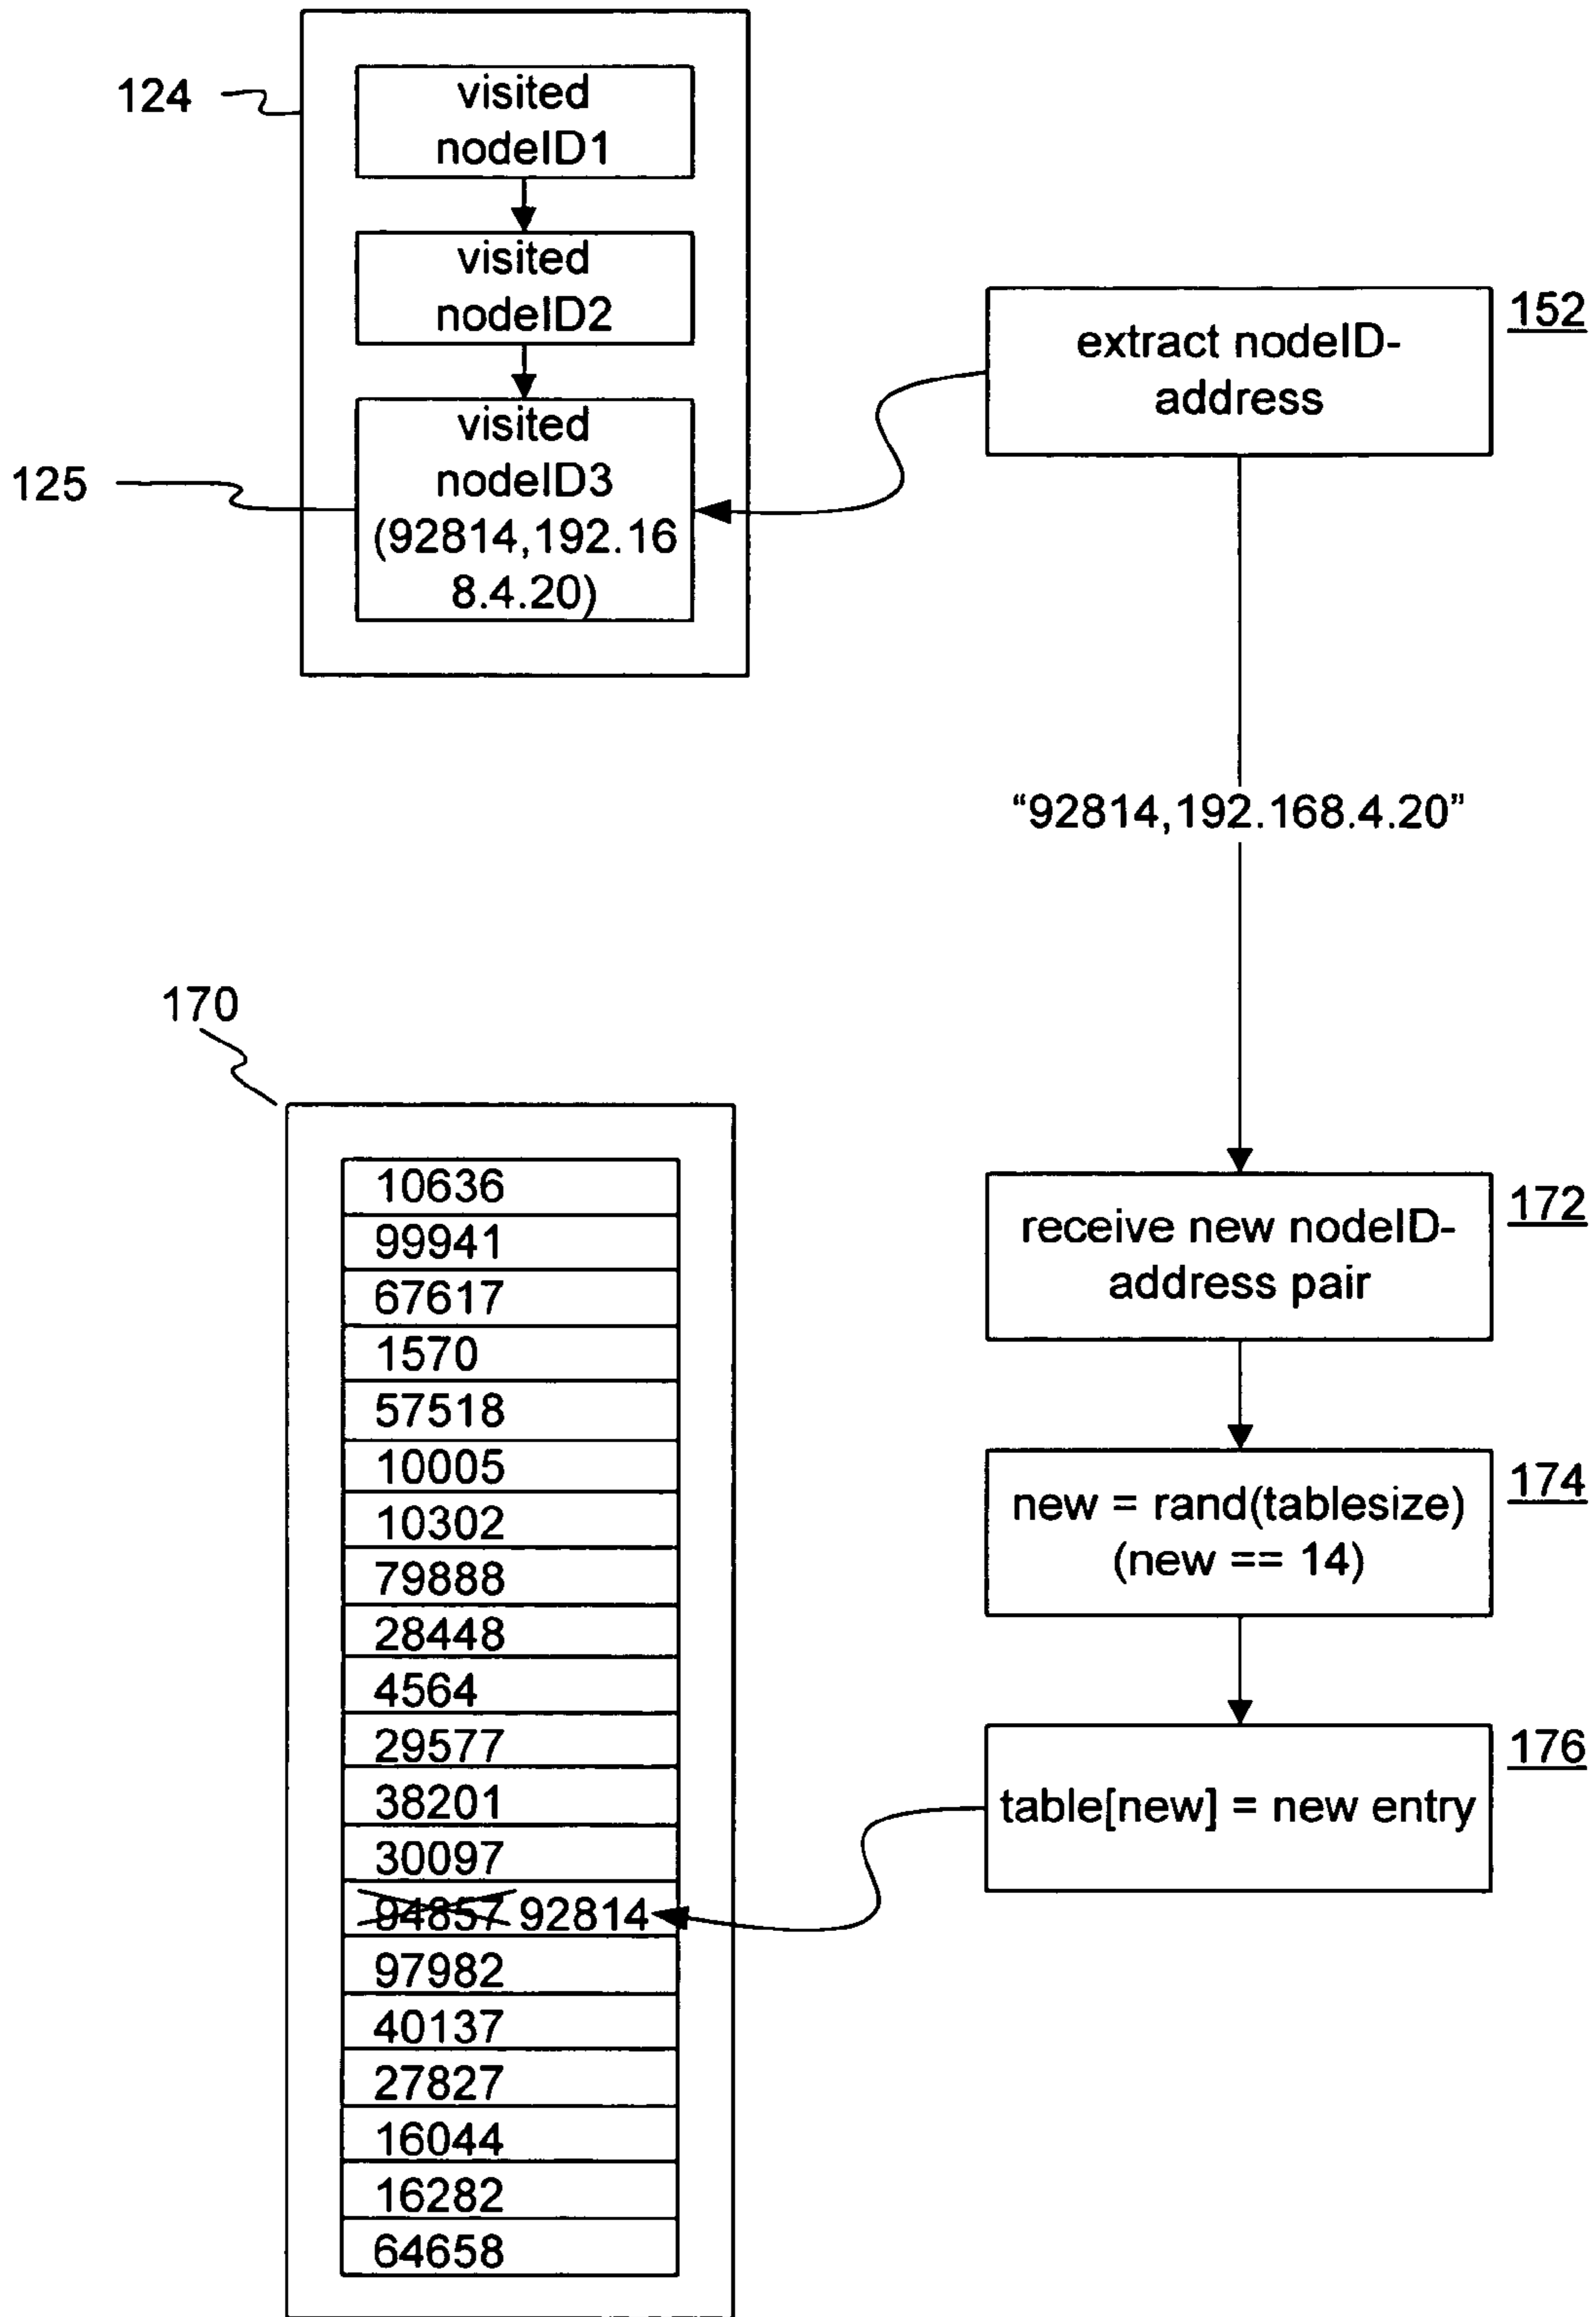 124
visited
nodeID1
visited
nodeID2
visited
nodeID3
(92814,192.16
8.4.20)
125
extract nodeID-
address
152
“92814,192.168.4.20”
170
10636
99941
67617
1570
57518
10005
10302
79888
28448
4564
29577
38201
30097
94857 92814
97982
40137
27827
16044
16282
64658
receive new nodeID-
address pair
172
new = rand(tablesize)
(new == 14)
174
table[new] = new entry
176